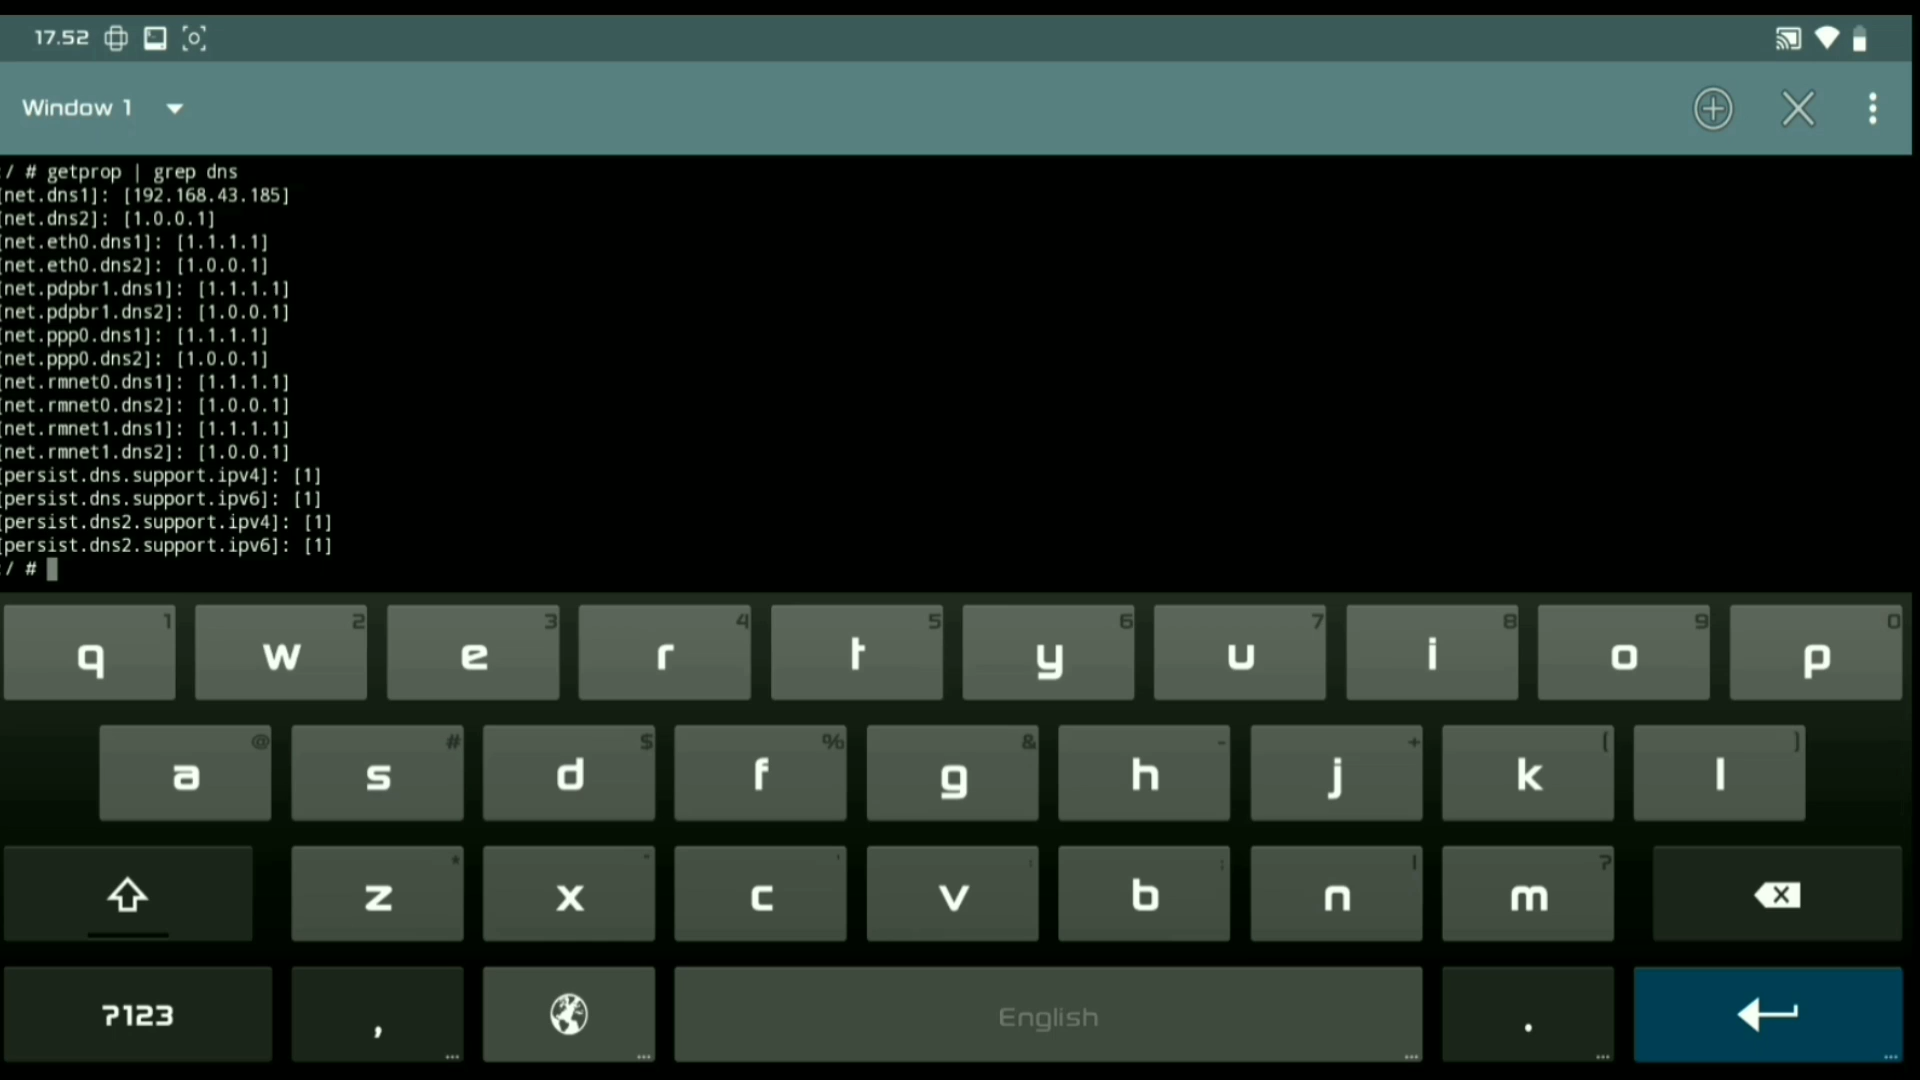 17.52
Window 1
:/ # getprop | grep dns
[net.dns1]: [192.168.43.185]
[net.dns2]: [1.0.0.1]
[net.eth0.dns1]: [1.1.1.1]
[net.eth0.dns2]: [1.0.0.1]
[net.pdpbr1.dns1]: [1.1.1.1]
[net.pdpbr1.dns2]: [1.0.0.1]
[net.ppp0.dns1]: [1.1.1.1]
[net.ppp0.dns2]: [1.0.0.1]
[net.rmnet0.dns1]: [1.1.1.1]
[net.rmnet0.dns2]: [1.0.0.1]
[net.rmnet1.dns1]: [1.1.1.1]
[net.rmnet1.dns2]: [1.0.0.1]
[persist.dns.support.ipv4]: [1]
[persist.dns.support.ipv6]: [1]
[persist.dns2.support.ipv4]: [1]
[persist.dns2.support.ipv6]: [1]
:/ #
1 2 3 4 5 6 7 8 9 0
q w e r t y u i o p
@ # $ % & - + ( )
a s d f g h j k l
z x c v b n m
?123 , English .